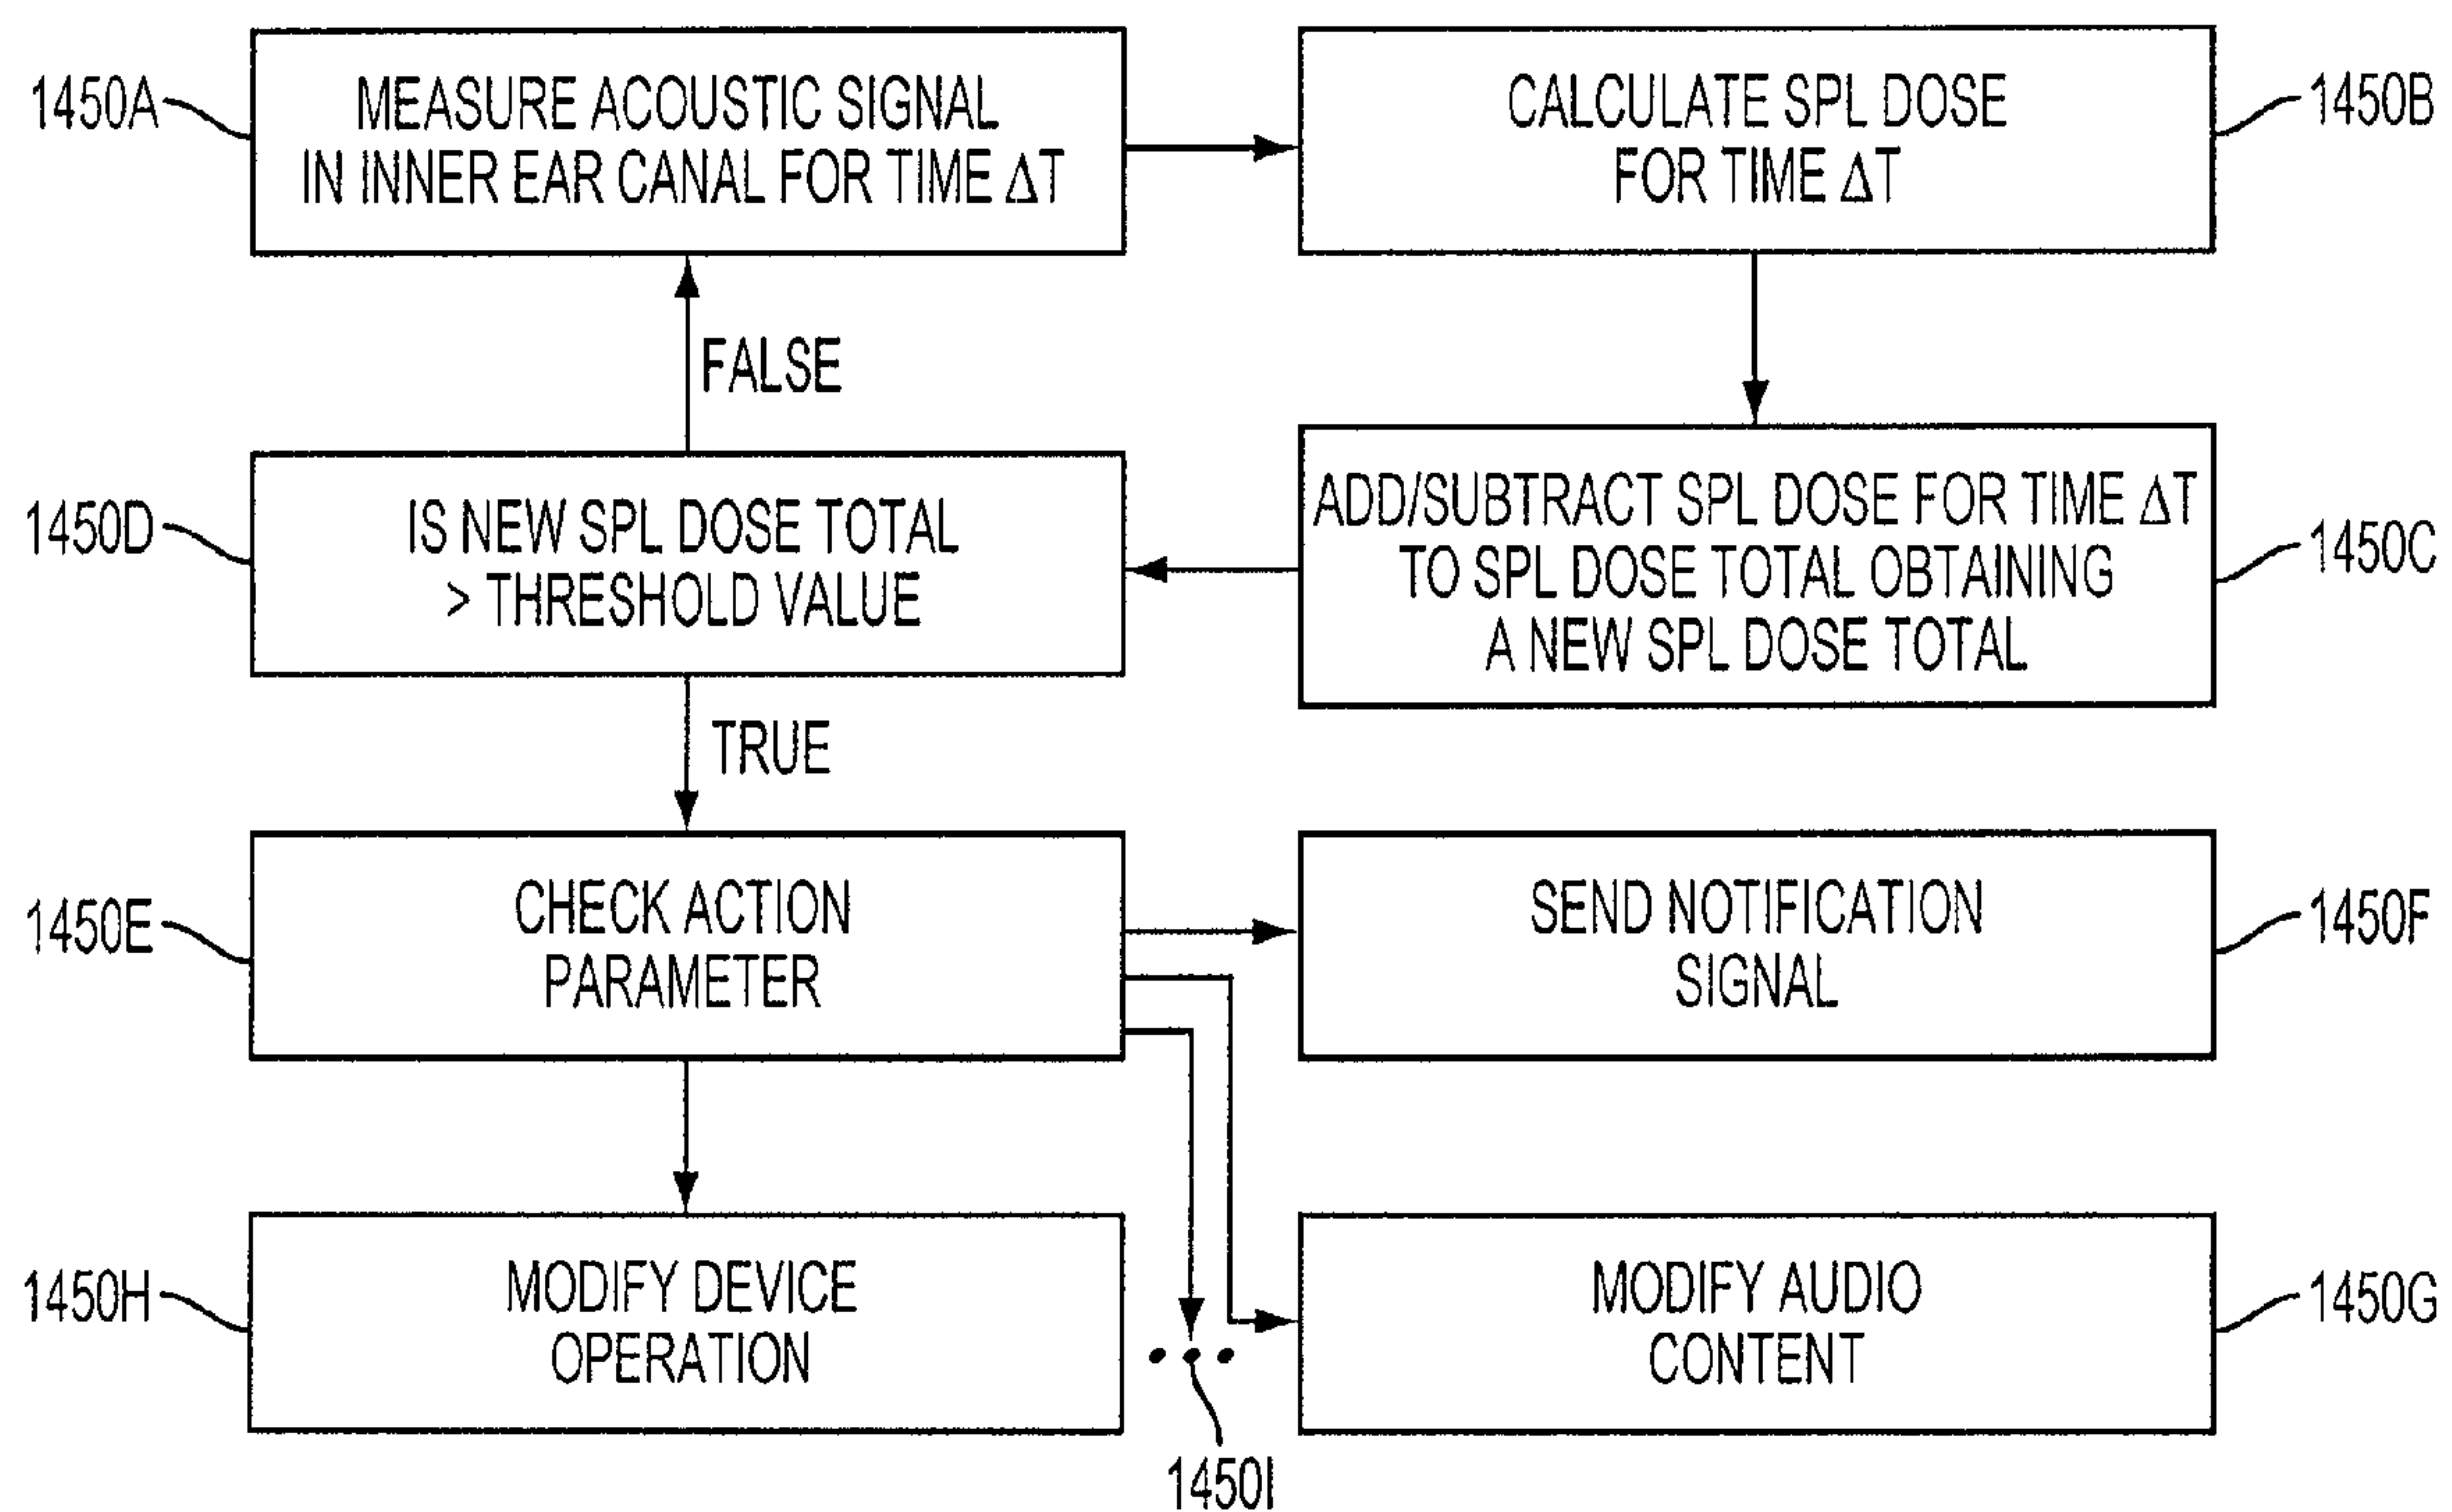 1450A
MEASURE ACOUSTIC SIGNAL
IN INNER EAR CANAL FOR TIME ΔT
CALCULATE SPL DOSE
FOR TIME ΔT
1450B
FALSE
1450D
IS NEW SPL DOSE TOTAL
> THRESHOLD VALUE
ADD/SUBTRACT SPL DOSE FOR TIME ΔT
TO SPL DOSE TOTAL OBTAINING
A NEW SPL DOSE TOTAL
1450C
TRUE
1450E
CHECK ACTION
PARAMETER
SEND NOTIFICATION
SIGNAL
1450F
1450H
MODIFY DEVICE
OPERATION
MODIFY AUDIO
CONTENT
1450G
1450I